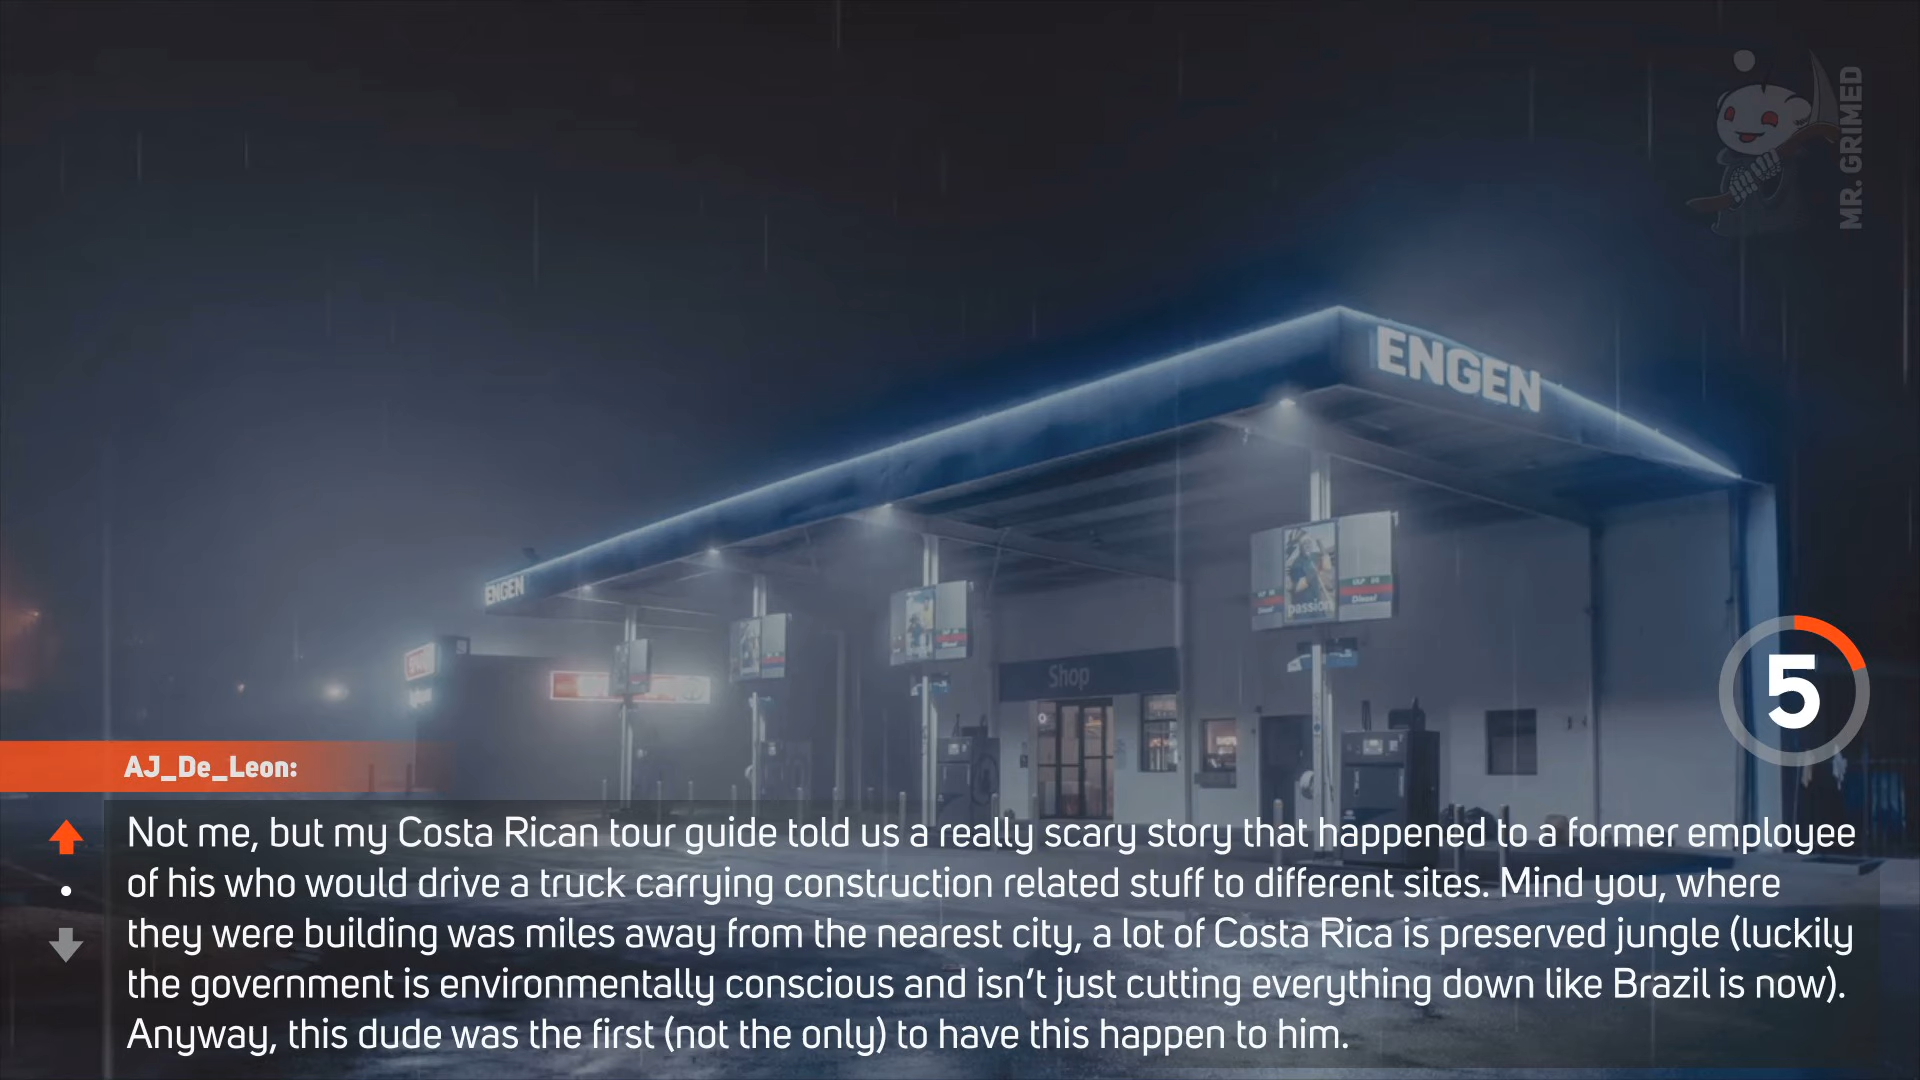 MR. GRIMED
ENGEN
ENGEN
passion
Diesel
Diesel
Shop
5
AJ_De_Leon:
Not me, but my Costa Rican tour guide told us a really scary story that happened to a former employee
of his who would drive a truck carrying construction related stuff to different sites. Mind you, where
they were building was miles away from the nearest city, a lot of Costa Rica is preserved jungle (luckily
the government is environmentally conscious and isn't just cutting everything down like Brazil is now).
Anyway, this dude was the first (not the only) to have this happen to him.